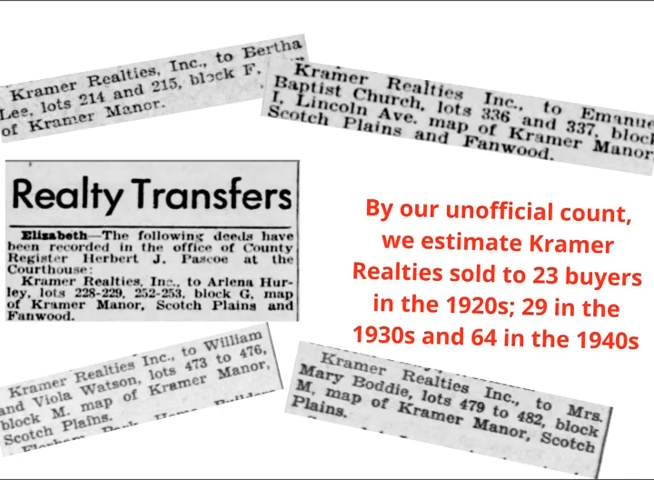 Kramer Realties, Inc., to Bertha
Lee, lots 214 and 215, block F,
of Kramer Manor.
Kramer Realties Inc., to Emanue
Baptist Church, lots 336 and 337, bloc
I, Lincoln Ave. map of Kramer Manor
Scotch Plains and Fanwood.
Realty Transfers
Elizabeth—The following deeds have
been recorded in the office of County
Register Herbert J. Pascoe at the
Courthouse:
Kramer Realties, Inc., to Arlena Hur-
ley, lots 228-229, 252-253, block G, map
of Kramer Manor, Scotch Plains and
Fanwood.
By our unofficial count,
we estimate Kramer
Realties sold to 23 buyers
in the 1920s; 29 in the
1930s and 64 in the 1940s
Kramer Realties Inc., to William
and Viola Watson, lots 473 to 476,
block M. map of Kramer Manor,
Scotch Plains.
Kramer Realties Inc., to Mrs.
Mary Boddie, lots 479 to 482, block
M, map of Kramer Manor, Scotch
Plains.